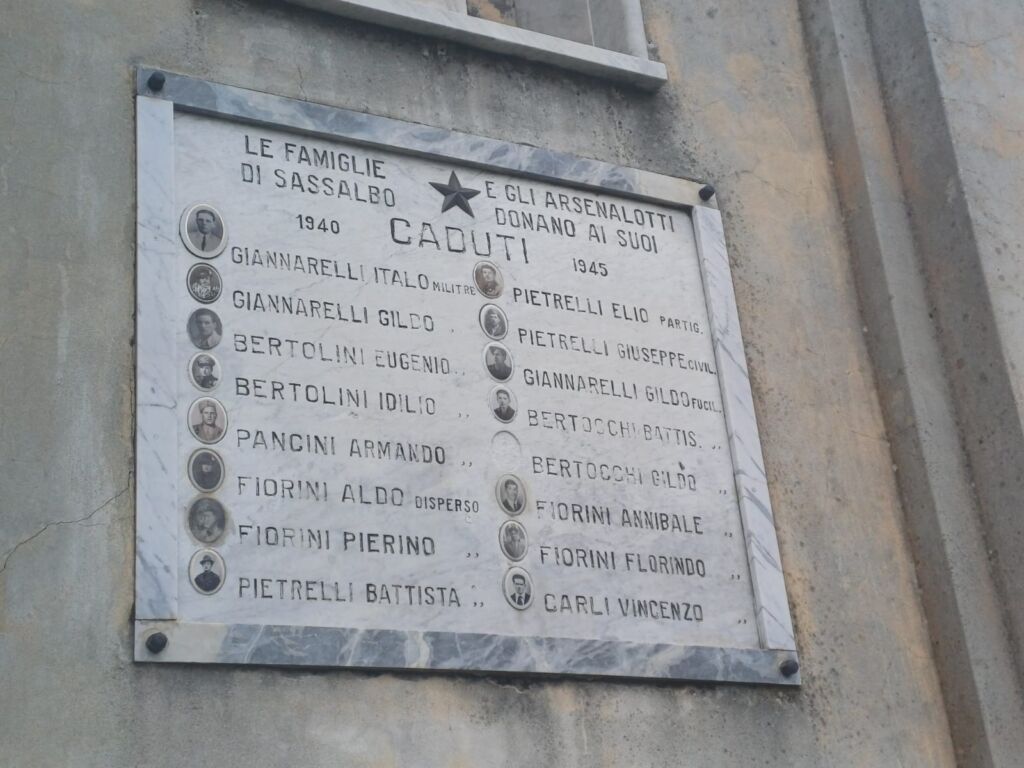 LE FAMIGLIE
DI SASSALBO
E GLI ARSENALOTTI
DONANO AI SUOI
1940 CADUTI 1945
GIANNARELLI ITALO MILITRE
GIANNARELLI GILDO „
BERTOLINI EUGENIO „
BERTOLINI IDILIO „
PANCINI ARMANDO „
FIORINI ALDO DISPERSO
FIORINI PIERINO „
PIETRELLI BATTISTA „
PIETRELLI ELIO PARTIG.
PIETRELLI GIUSEPPE CIVIL.
GIANNARELLI GILDO FUCIL.
BERTOCCHI BATTIS. „
BERTOCCHI GILDO „
FIORINI ANNIBALE „
FIORINI FLORINDO „
CARLI VINCENZO „